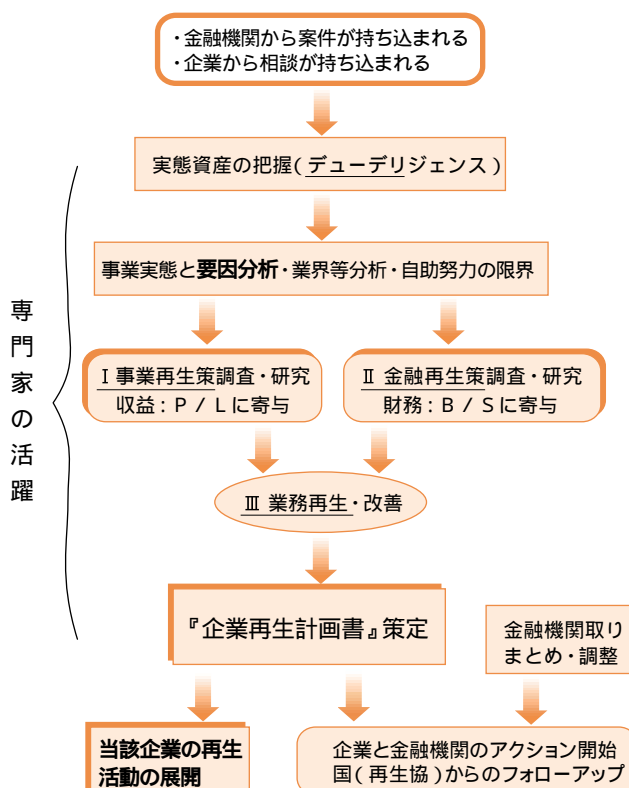 ・金融機関から案件が持ち込まれる
・企業から相談が持ち込まれる
実態資産の把握(デューデリジェンス)
事業実態と要因分析・業界等分析・自助努力の限界
専門家の活躍
Ⅰ 事業再生策調査・研究
収益：P／Lに寄与
Ⅱ 金融再生策調査・研究
財務：B／Sに寄与
Ⅲ 業務再生・改善
『企業再生計画書』策定
金融機関取り
まとめ・調整
当該企業の再生
活動の展開
企業と金融機関のアクション開始
国(再生協)からのフォローアップ